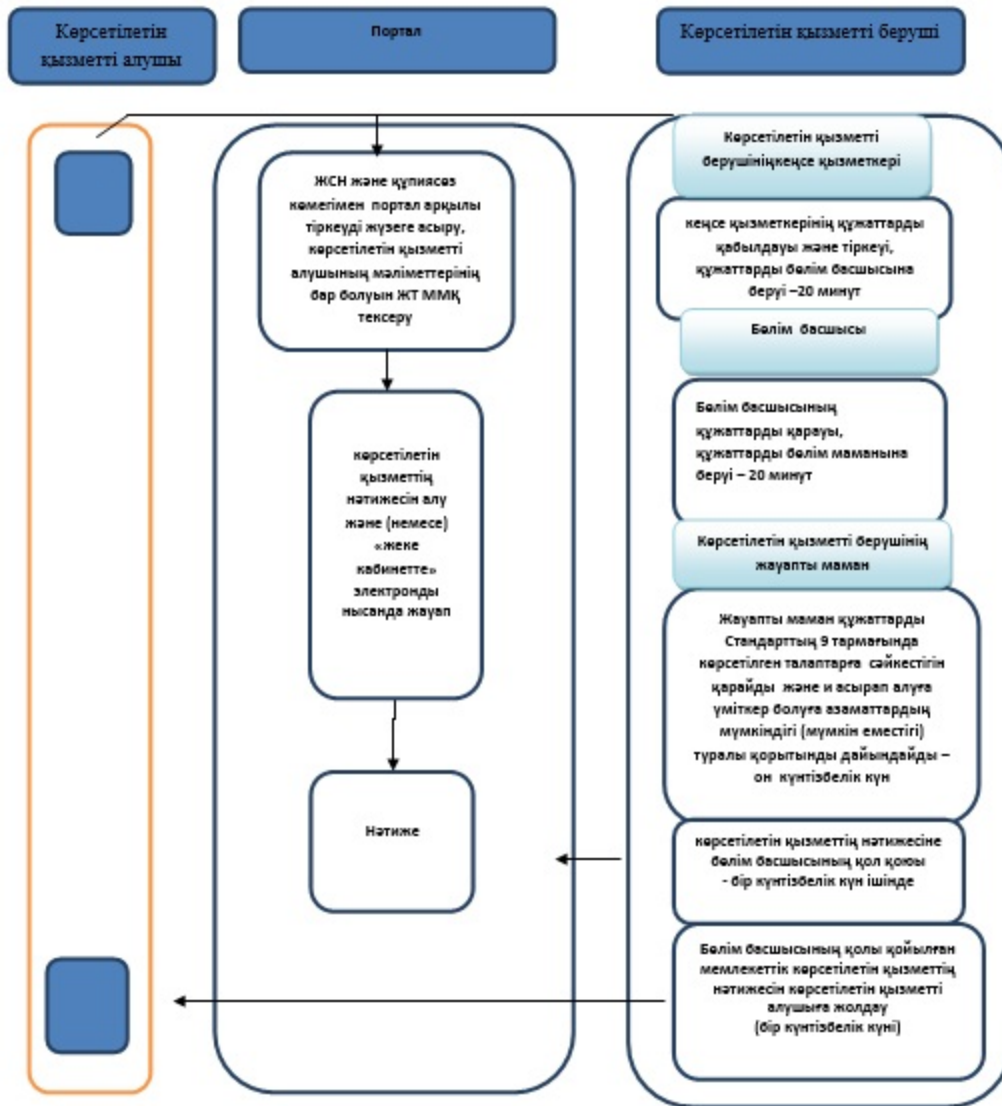 Көрсетілетін
қызметті алушы
Портал
Көрсетілетін қызметті беруші
ЖСН және құпиясөз
көмегімен портал арқылы
тіркеуді жүзеге асыру,
көрсетілетін қызметті
алушының мәліметтерінің
бар болуын ЖТ ММҚ
тексеру
көрсетілетін
қызметтің
нәтижесін алу
және (немесе)
«жеке
кабинетте»
электронды
нысанда жауап
Нәтиже
Көрсетілетін қызметті
берушініңкеңсе қызметкері
кеңсе қызметкерінің құжаттарды
қабылдауы және тіркеуі,
құжаттарды бөлім басшысына
беруі –20 минут
Бөлім басшысы
Бөлім басшысының
құжаттарды қарауы,
құжаттарды бөлім маманына
беруі – 20 минут
Көрсетілетін қызметті берушінің
жауапты маман
Жауапты маман құжаттарды
Стандарттың 9 тармағында
көрсетілген талаптарға сәйкестігін
қарайды және и асырап алуға
үміткер болуға азаматтардың
мүмкіндігі (мүмкін еместігі)
туралы қорытынды дайындайды –
он күнтізбелік күн
көрсетілетін қызметтің нәтижесіне
бөлім басшысының қол қоюы
- бір күнтізбелік күн ішінде
Бөлім басшысының қолы қойылған
мемлекеттік көрсетілетін қызметтің
нәтижесін көрсетілетін қызметті
алушыға жолдау
(бір күнтізбелік күні)